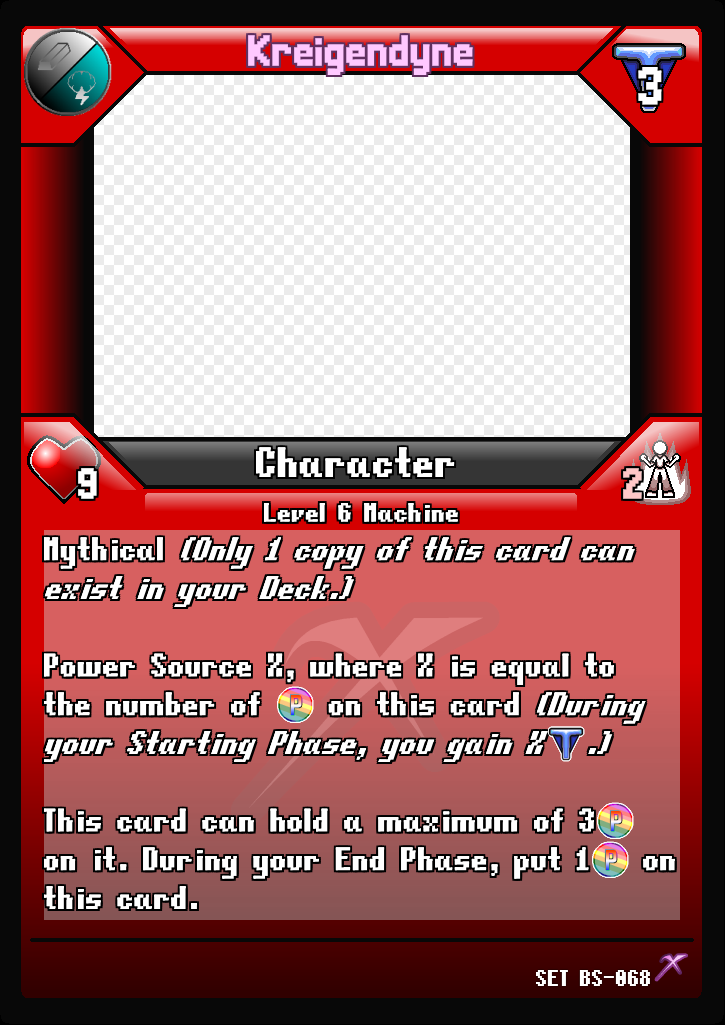 Kreigendyne
3
Character
9
2
Level 6 Machine
Mythical (Only 1 copy of this card can
exist in your Deck.)
Power Source X, where X is equal to
the number of P on this card (During
your Starting Phase, you gain X T.)
This card can hold a maximum of 3 P
on it. During your End Phase, put 1 P on
this card.
SET BS-068 X